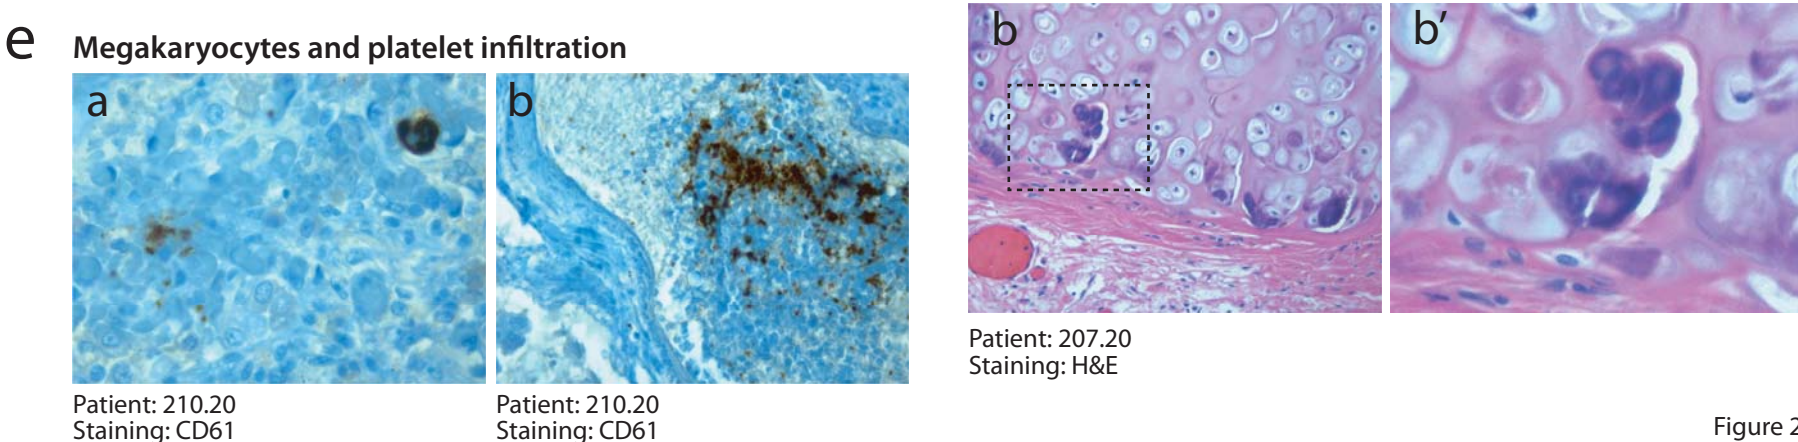 e Megakaryocytes and platelet infiltration
a
b
Patient: 210.20
Staining: CD61
Patient: 210.20
Staining: CD61
b
b’
Patient: 207.20
Staining: H&E
Figure 2